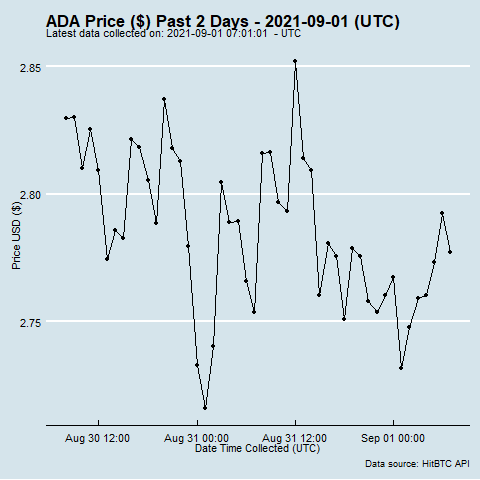 ADA Price ($) Past 2 Days - 2021-09-01 (UTC)
Latest data collected on: 2021-09-01 07:01:01  - UTC
2.85
2.80
2.75
Price USD ($)
Aug 30 12:00
Aug 31 00:00
Aug 31 12:00
Sep 01 00:00
Date Time Collected (UTC)
Data source: HitBTC API